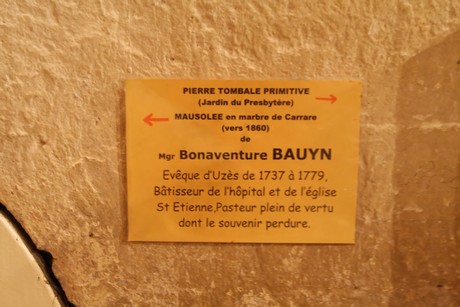 PIERRE TOMBALE PRIMITIVE
(Jardin du Presbytère)
MAUSOLEE en marbre de Carrare
(vers 1860)
de
Mgr Bonaventure BAUYN
Evêque d'Uzès de 1737 à 1779,
Bâtisseur de l'hôpital et de l'église
St Etienne,Pasteur plein de vertu
dont le souvenir perdure.